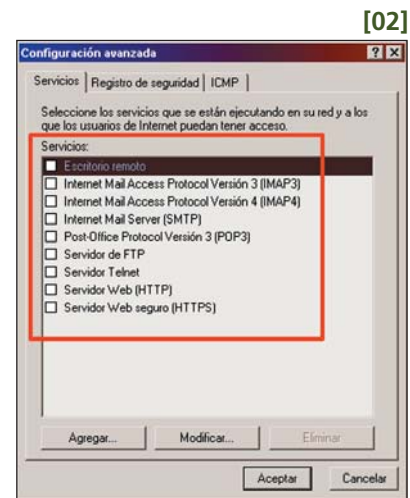 [02]
Configuración avanzada
Servicios Registro de seguridad ICMP
Seleccione los servicios que se están ejecutando en su red y a los
que los usuarios de Internet puedan tener acceso.
Servicios:
Escritorio remoto
Internet Mail Access Protocol Versión 3 (IMAP3)
Internet Mail Access Protocol Versión 4 (IMAP4)
Internet Mail Server (SMTP)
Post-Office Protocol Versión 3 (POP3)
Servidor de FTP
Servidor Telnet
Servidor Web (HTTP)
Servidor Web seguro (HTTPS)
Agregar... Modificar... Eliminar
Aceptar Cancelar